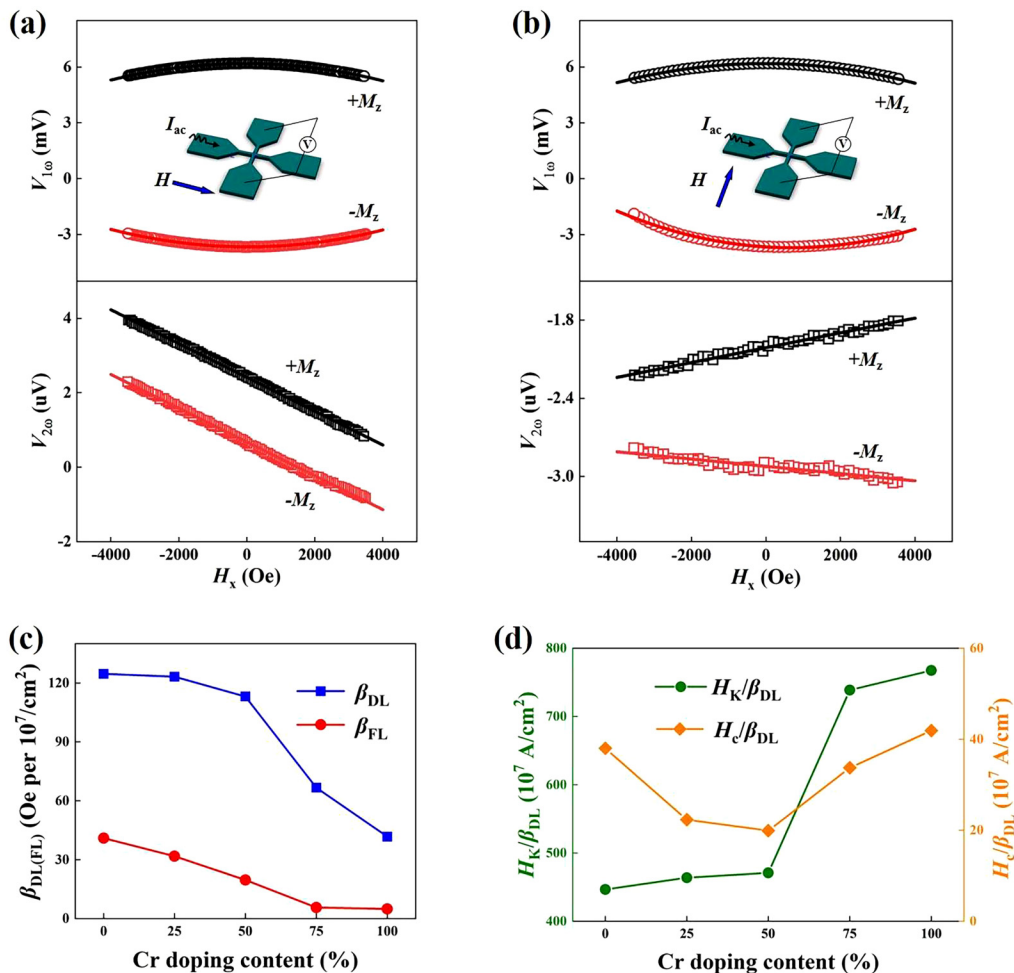 (a)
6
3
0
-3
V1ω (mV)
+Mz
Iac
V
H
-Mz
4
2
0
-2
V2ω (uV)
+Mz
-Mz
-4000 -2000 0 2000 4000
Hx (Oe)
(b)
6
3
0
-3
V1ω (mV)
+Mz
Iac
V
H
-Mz
-1.8
-2.4
-3.0
V2ω (uV)
+Mz
-Mz
-4000 -2000 0 2000 4000
Hx (Oe)
(c)
120
90
60
30
0
βDL(FL) (Oe per 10⁷/cm²)
βDL
βFL
0 25 50 75 100
Cr doping content (%)
(d)
800
700
600
500
400
HK/βDL (10⁷ A/cm²)
HK/βDL
Hc/βDL
60
40
20
0
Hc/βDL (10⁷ A/cm²)
0 25 50 75 100
Cr doping content (%)